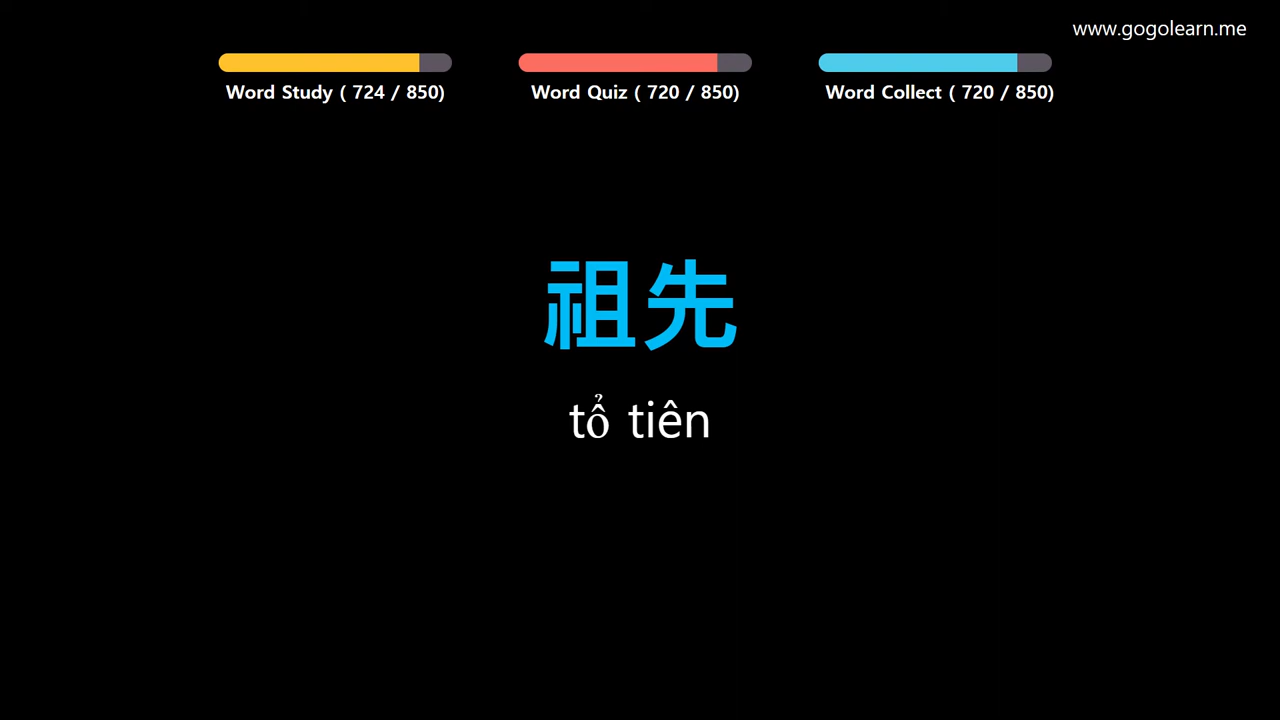 www.gogolearn.me
Word Study ( 724 / 850)
Word Quiz ( 720 / 850)
Word Collect ( 720 / 850)
祖先
tổ tiên